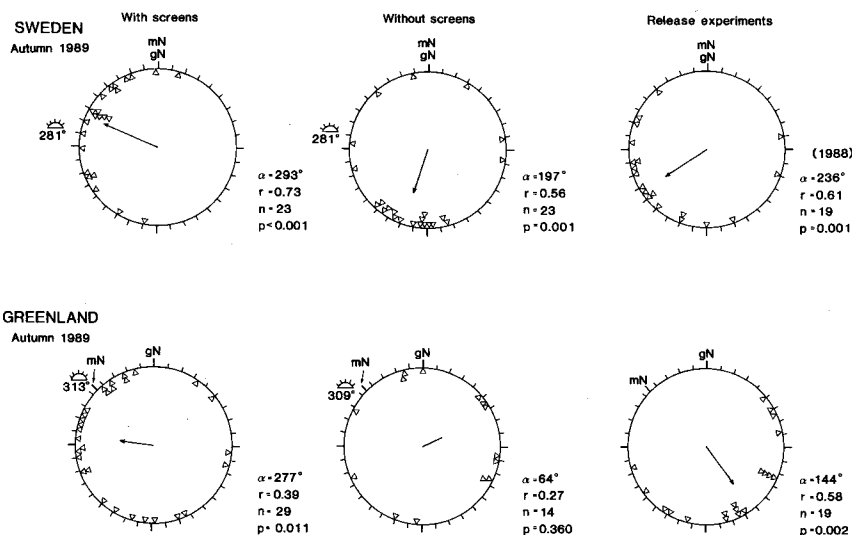 SWEDEN
Autumn 1989
With screens
Without screens
Release experiments
mN
gN
281°
α=293°
r=0.73
n=23
p<0.001
mN
gN
281°
α=197°
r=0.56
n=23
p=0.001
mN
gN
(1988)
α=236°
r=0.61
n=19
p=0.001
GREENLAND
Autumn 1989
mN
gN
313°
α=277°
r=0.39
n=29
p=0.011
mN
gN
309°
α=64°
r=0.27
n=14
p=0.360
mN
gN
α=144°
r=0.58
n=19
p=0.002